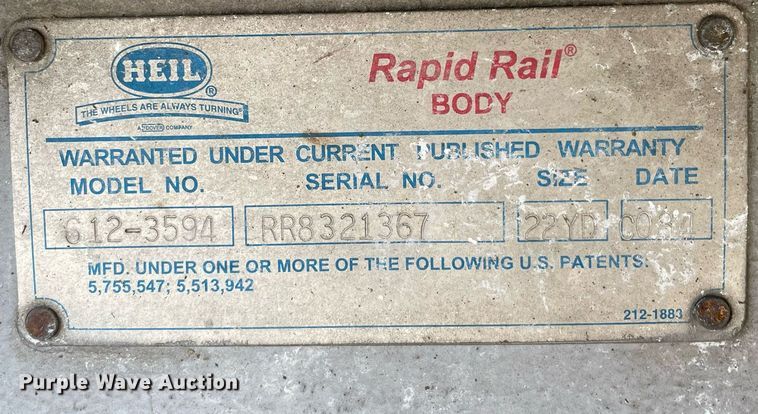 HEIL ®
THE WHEELS ARE ALWAYS TURNING®
A DOVER COMPANY
Rapid Rail®
BODY
WARRANTED UNDER CURRENT PUBLISHED WARRANTY
MODEL NO. SERIAL NO. SIZE DATE
612-3594 RR8321367 22YD
MFD. UNDER ONE OR MORE OF THE FOLLOWING U.S. PATENTS:
5,755,547; 5,513,942
212-1883
Purple Wave Auction